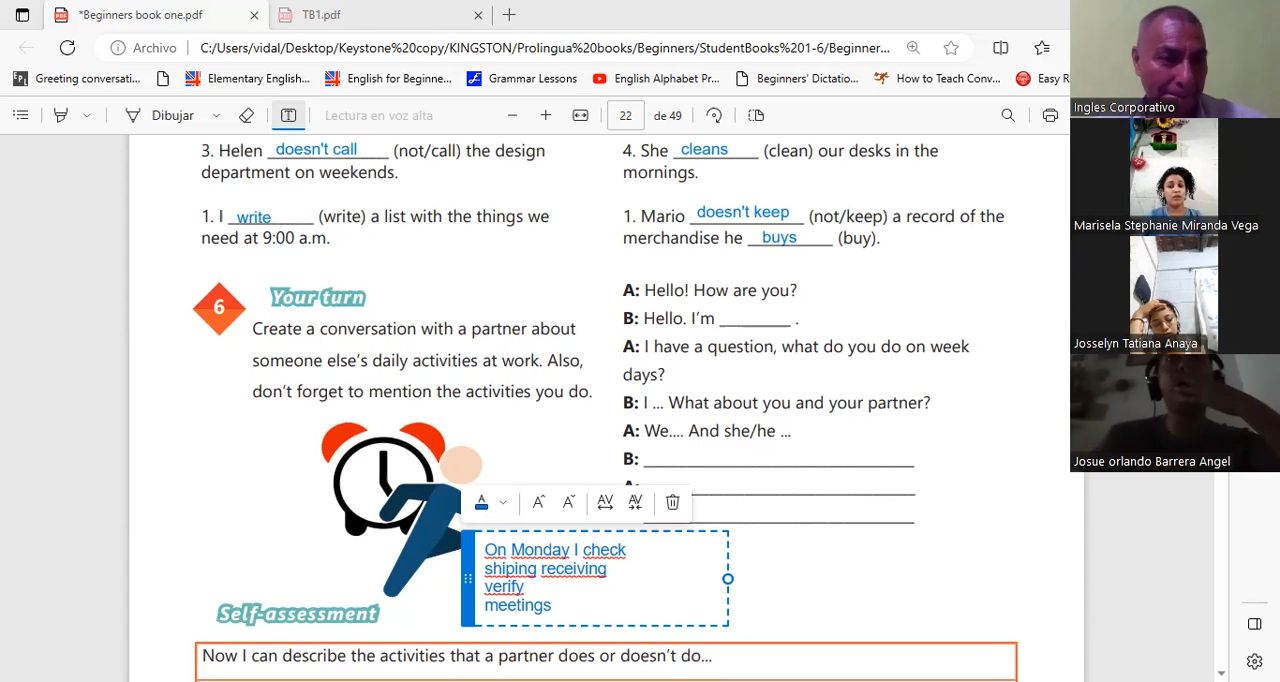 *Beginners book one.pdf
TB1.pdf
Archivo
C:/Users/vidal/Desktop/Keystone%20copy/KINGSTON/Prolingua%20books/Beginners/StudentBooks%201-6/Beginner...
Greeting conversati...
Elementary English...
English for Beginne...
Grammar Lessons
English Alphabet Pr...
Beginners' Dictatio...
How to Teach Conv...
Easy R
Dibujar
Lectura en voz alta
22
de 49
3. Helen doesn't call (not/call) the design
department on weekends.
1. I write (write) a list with the things we
need at 9:00 a.m.
4. She cleans (clean) our desks in the
mornings.
1. Mario doesn't keep (not/keep) a record of the
merchandise he buys (buy).
6
Your turn
Create a conversation with a partner about
someone else's daily activities at work. Also,
don't forget to mention the activities you do.
A: Hello! How are you?
B: Hello. I'm ________ .
A: I have a question, what do you do on week
days?
B: I ... What about you and your partner?
A: We.... And she/he ...
B: ______________________________
On Monday I check
shiping receiving
verify
meetings
Self-assessment
Now I can describe the activities that a partner does or doesn't do...
Ingles Corporativo
Marisela Stephanie Miranda Vega
Josselyn Tatiana Anaya
Josue orlando Barrera Angel